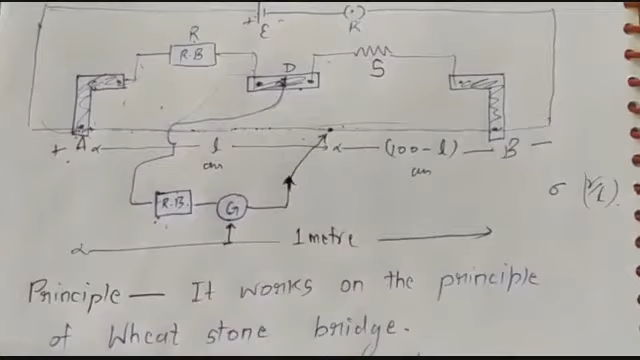 + E - K
R
R.B
D
S
+ A l (100-l) B -
cm cm
R.B. G
1 metre
Principle — It works on the principle
of Wheat stone bridge.